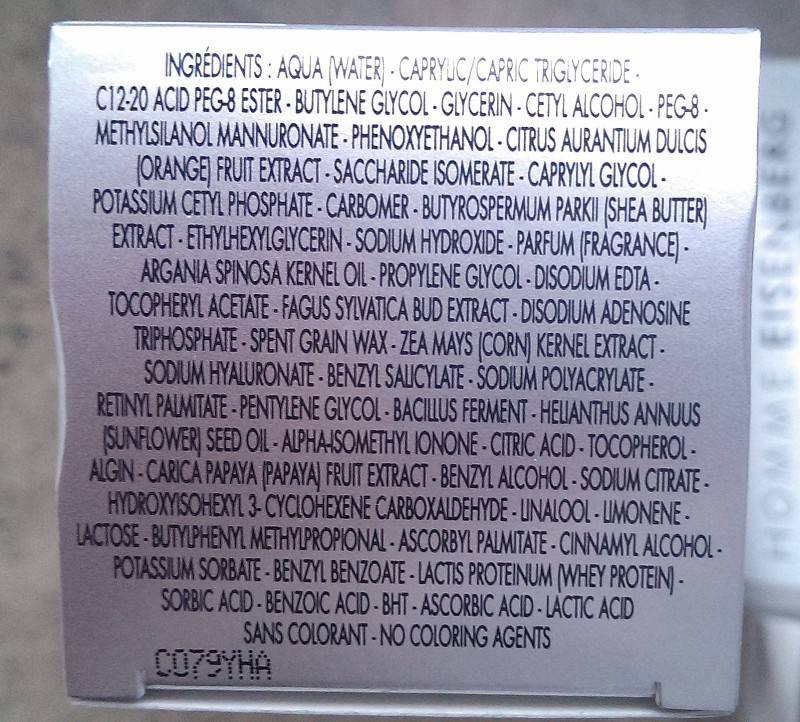 INGRÉDIENTS : AQUA (WATER) - CAPRYLIC/CAPRIC TRIGLYCERIDE -
C12-20 ACID PEG-8 ESTER - BUTYLENE GLYCOL - GLYCERIN - CETYL ALCOHOL - PEG-8 -
METHYLSILANOL MANNURONATE - PHENOXYETHANOL - CITRUS AURANTIUM DULCIS
(ORANGE) FRUIT EXTRACT - SACCHARIDE ISOMERATE - CAPRYLYL GLYCOL -
POTASSIUM CETYL PHOSPHATE - CARBOMER - BUTYROSPERMUM PARKII (SHEA BUTTER)
EXTRACT - ETHYLHEXYLGLYCERIN - SODIUM HYDROXIDE - PARFUM (FRAGRANCE) -
ARGANIA SPINOSA KERNEL OIL - PROPYLENE GLYCOL - DISODIUM EDTA -
TOCOPHERYL ACETATE - FAGUS SYLVATICA BUD EXTRACT - DISODIUM ADENOSINE
TRIPHOSPHATE - SPENT GRAIN WAX - ZEA MAYS (CORN) KERNEL EXTRACT -
SODIUM HYALURONATE - BENZYL SALICYLATE - SODIUM POLYACRYLATE -
RETINYL PALMITATE - PENTYLENE GLYCOL - BACILLUS FERMENT - HELIANTHUS ANNUUS
(SUNFLOWER) SEED OIL - ALPHA-ISOMETHYL IONONE - CITRIC ACID - TOCOPHEROL -
ALGIN - CARICA PAPAYA (PAPAYA) FRUIT EXTRACT - BENZYL ALCOHOL - SODIUM CITRATE -
HYDROXYISOHEXYL 3- CYCLOHEXENE CARBOXALDEHYDE - LINALOOL - LIMONENE -
LACTOSE - BUTYLPHENYL METHYLPROPIONAL - ASCORBYL PALMITATE - CINNAMYL ALCOHOL -
POTASSIUM SORBATE - BENZYL BENZOATE - LACTIS PROTEINUM (WHEY PROTEIN) -
SORBIC ACID - BENZOIC ACID - BHT - ASCORBIC ACID - LACTIC ACID
SANS COLORANT - NO COLORING AGENTS
C079YHA
HOMME EISENBERG